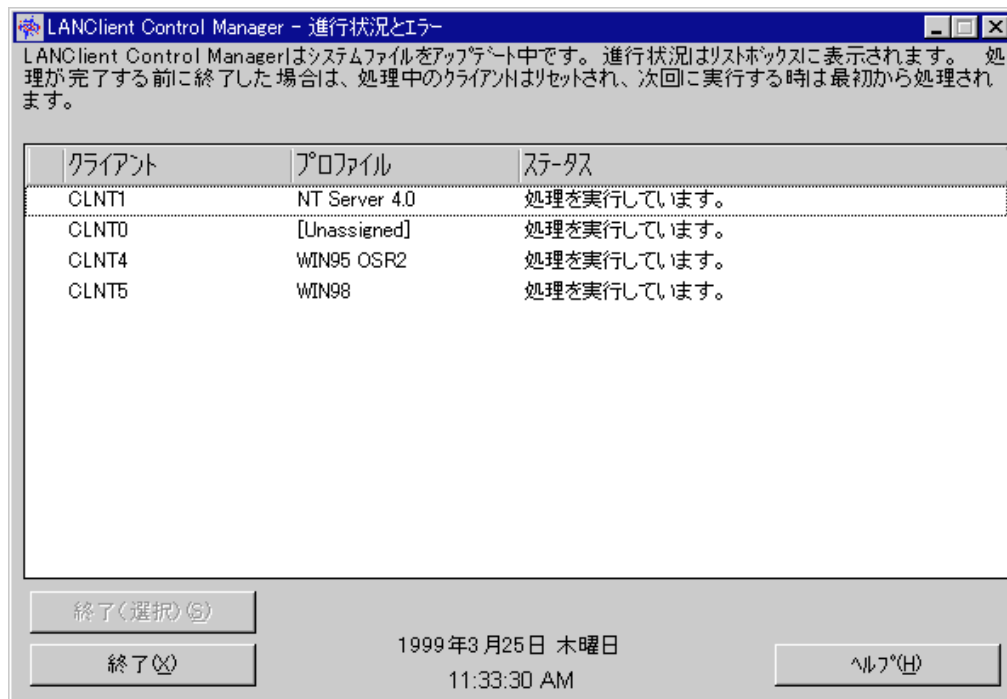 LANClient Control Manager - 進行状況とエラー
LANClient Control Managerはシステムファイルをアップデート中です。 進行状況はリストボックスに表示されます。 処
理が完了する前に終了した場合は、処理中のクライアントはリセットされ、次回に実行する時は最初から処理され
ます。
クライアント プロファイル ステータス
CLNT1 NT Server 4.0 処理を実行しています。
CLNT0 [Unassigned] 処理を実行しています。
CLNT4 WIN95 OSR2 処理を実行しています。
CLNT5 WIN98 処理を実行しています。
終了(選択)(S)
1999年3月25日 木曜日
終了(X) ヘルプ(H)
11:33:30 AM